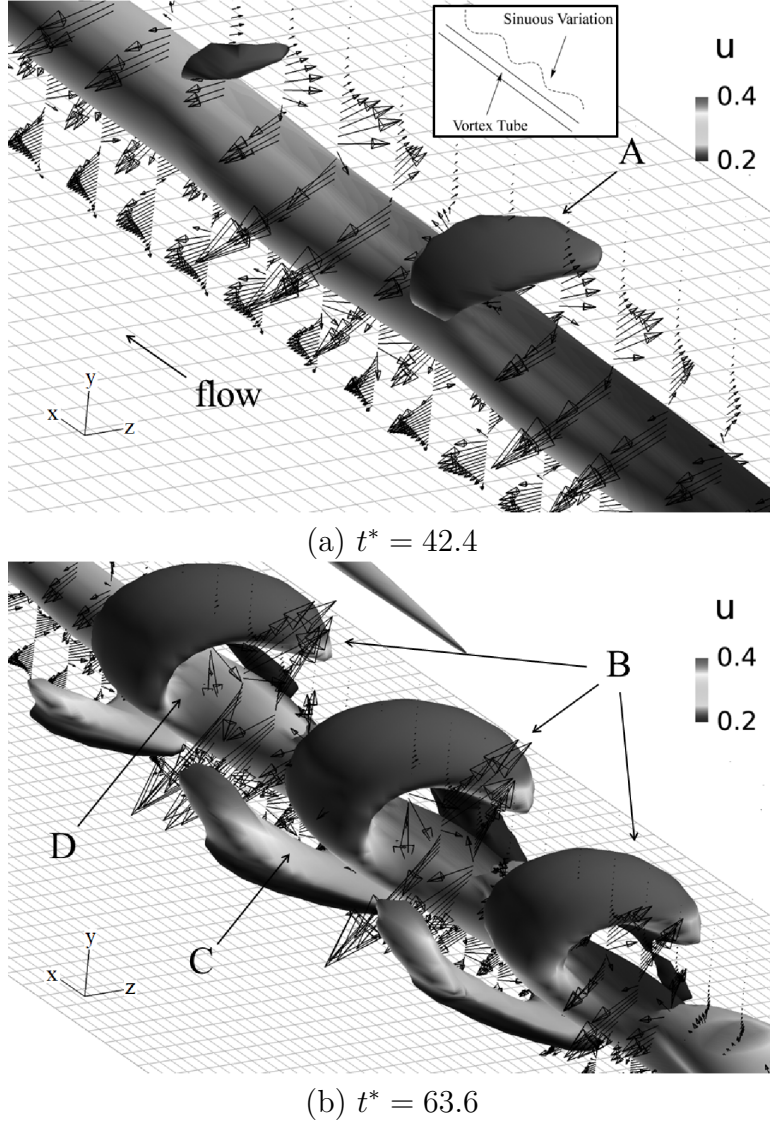 Sinuous Variation
Vortex Tube
u
0.4
0.2
A
flow
y
x
z
(a) t* = 42.4
u
0.4
0.2
B
D
C
y
x
z
(b) t* = 63.6